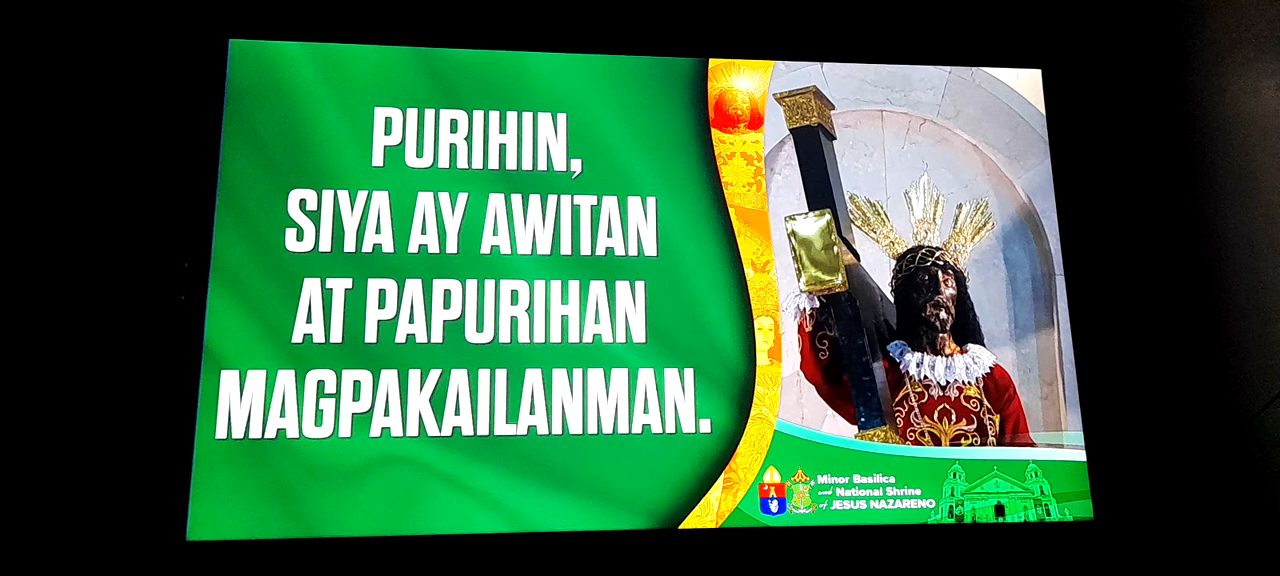 PURIHIN,
SIYA AY AWITAN
AT PAPURIHAN
MAGPAKAILANMAN.
Minor Basilica
and National Shrine
of JESUS NAZARENO